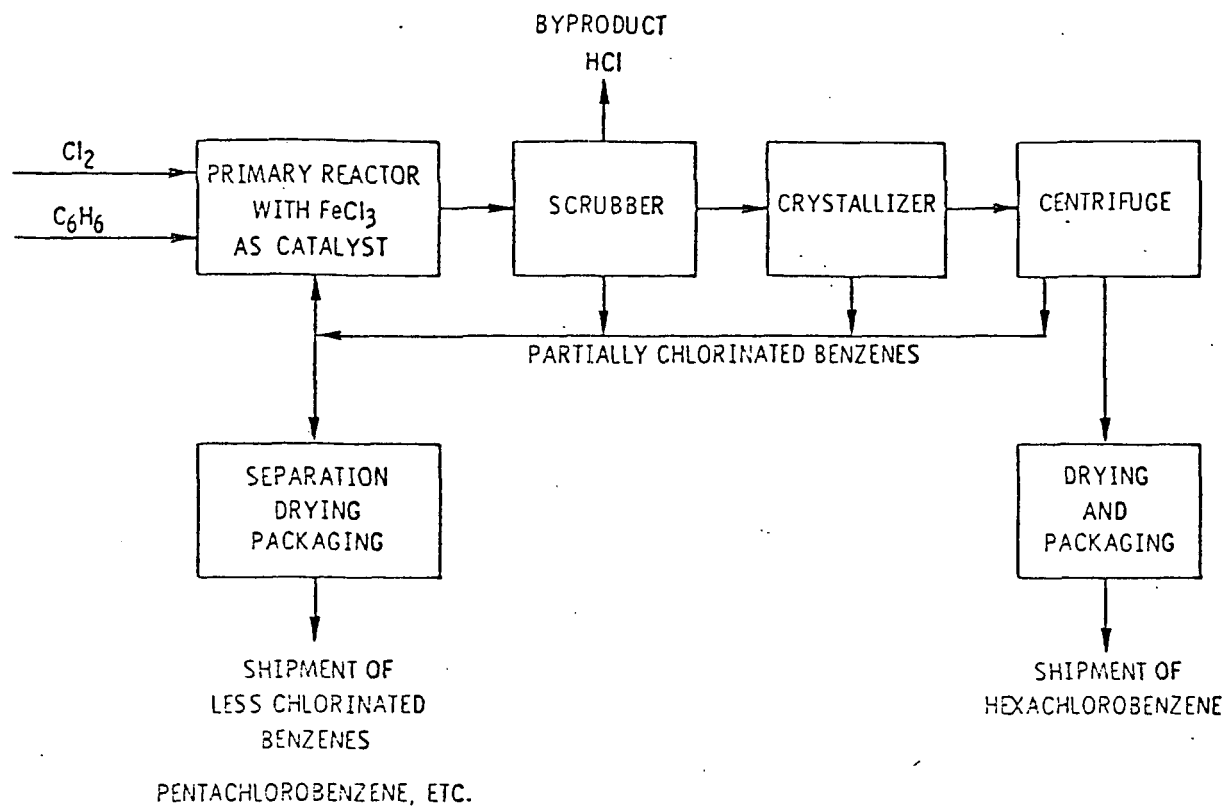 BYPRODUCT
HCl
Cl2
C6H6
PRIMARY REACTOR
WITH FeCl3
AS CATALYST
SCRUBBER
CRYSTALLIZER
CENTRIFUGE
PARTIALLY CHLORINATED BENZENES
SEPARATION
DRYING
PACKAGING
DRYING
AND
PACKAGING
SHIPMENT OF
LESS CHLORINATED
BENZENES
PENTACHLOROBENZENE, ETC.
SHIPMENT OF
HEXACHLOROBENZENE